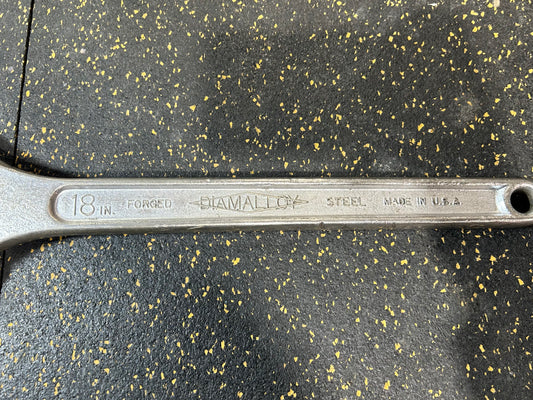 18-IN. FORGED DIAMALLOY STEEL MADE IN U.S.A